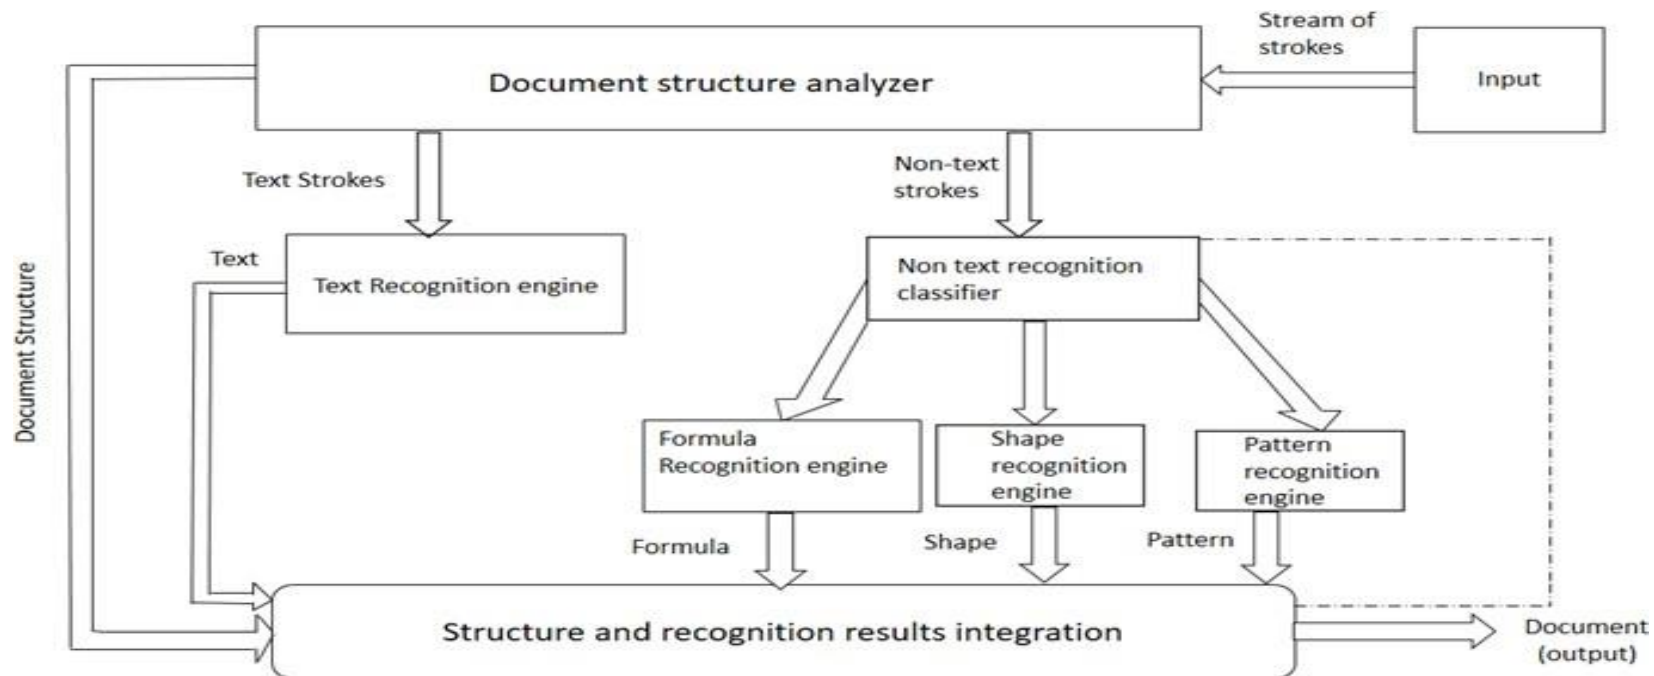 Stream of
strokes
Document structure analyzer
Input
Text Strokes
Non-text
strokes
Text
Text Recognition engine
Non text recognition
classifier
Document Structure
Formula
Recognition engine
Shape
recognition
engine
Pattern
recognition
engine
Formula
Shape
Pattern
Structure and recognition results integration
Document
(output)